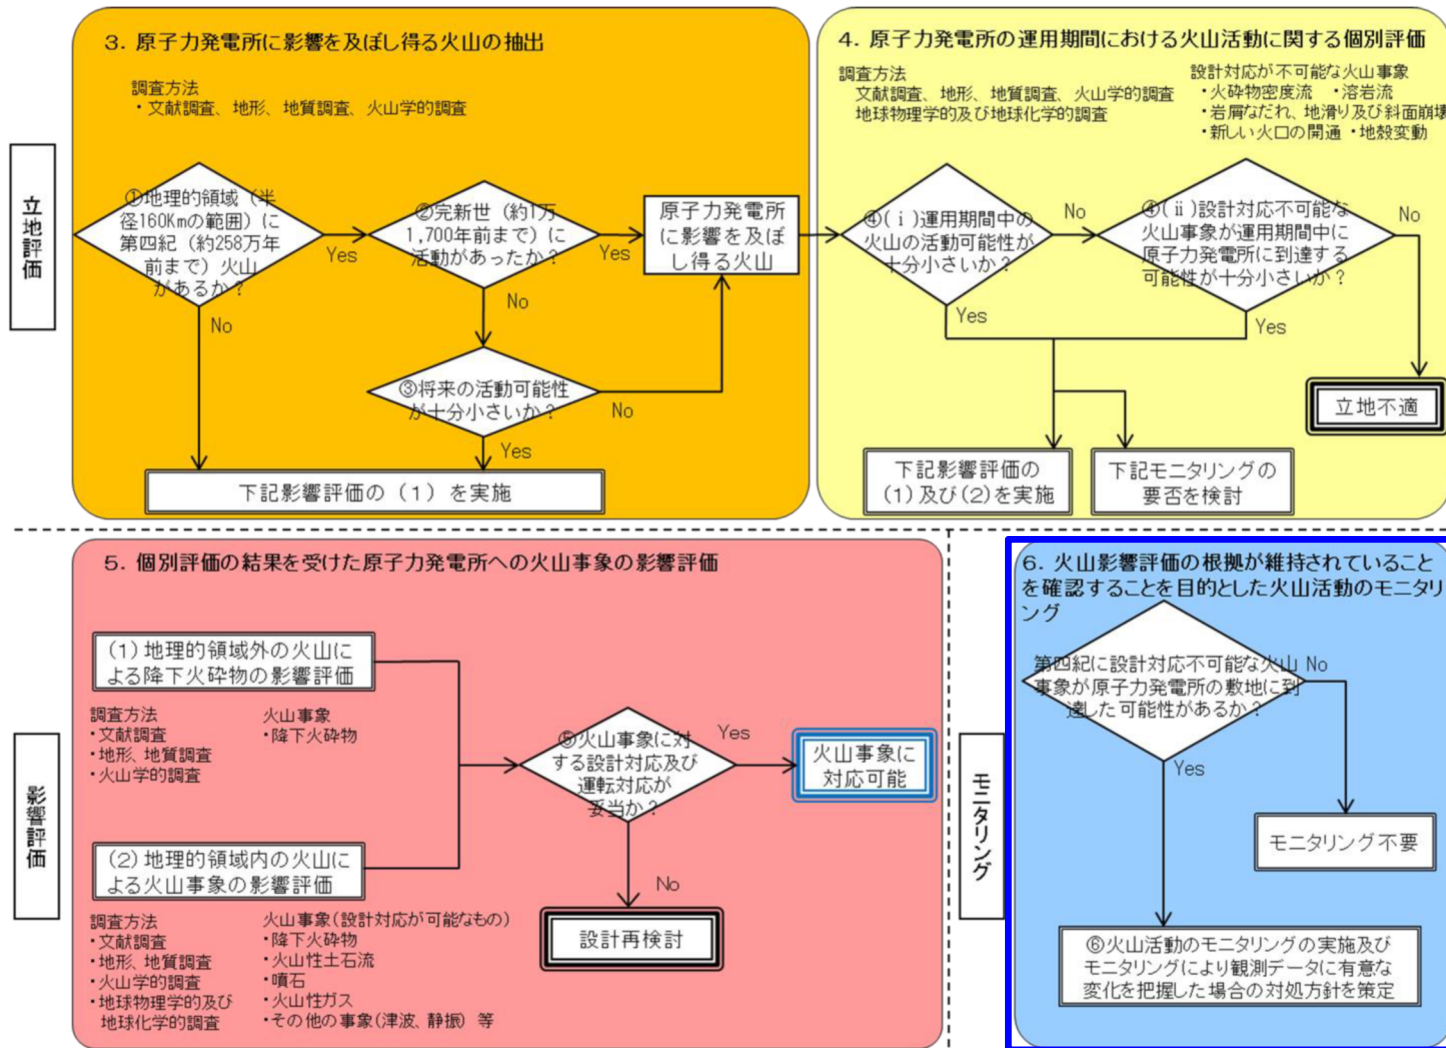 立地評価
3. 原子力発電所に影響を及ぼし得る火山の抽出
調査方法
・文献調査、地形、地質調査、火山学的調査
①地理的領域（半
径160Kmの範囲）に
第四紀（約258万年
前まで）火山
があるか？
Yes
No
②完新世（約1万
1,700年前まで）に
活動があったか？
Yes
No
③将来の活動可能性
が十分小さいか？
No
Yes
原子力発電所
に影響を及ぼ
し得る火山
下記影響評価の（1）を実施
4. 原子力発電所の運用期間における火山活動に関する個別評価
調査方法
文献調査、地形、地質調査、火山学的調査
地球物理学的及び地球化学的調査
設計対応が不可能な火山事象
・火砕物密度流　・溶岩流
・岩屑なだれ、地滑り及び斜面崩壊
・新しい火口の開通　・地殻変動
④(ⅰ)運用期間中の
火山の活動可能性が
十分小さいか？
No
Yes
④(ⅱ)設計対応不可能な
火山事象が運用期間中に
原子力発電所に到達する
可能性が十分小さいか？
No
Yes
立地不適
下記影響評価の
(1)及び(2)を実施
下記モニタリングの
要否を検討
影響評価
5. 個別評価の結果を受けた原子力発電所への火山事象の影響評価
(1)地理的領域外の火山に
よる降下火砕物の影響評価
調査方法
・文献調査
・地形、地質調査
・火山学的調査
火山事象
・降下火砕物
(2)地理的領域内の火山に
よる火山事象の影響評価
調査方法
・文献調査
・地形、地質調査
・火山学的調査
・地球物理学的及び
地球化学的調査
火山事象(設計対応が可能なもの)
・降下火砕物
・火山性土石流
・噴石
・火山性ガス
・その他の事象(津波、静振)等
⑤火山事象に対
する設計対応及び
運転対応が
妥当か？
Yes
No
火山事象に
対応可能
設計再検討
モニタリング
6. 火山影響評価の根拠が維持されていること
を確認することを目的とした火山活動のモニタリ
ング
第四紀に設計対応不可能な火山
事象が原子力発電所の敷地に到
達した可能性があるか？
No
Yes
モニタリング不要
⑥火山活動のモニタリングの実施及び
モニタリングにより観測データに有意な
変化を把握した場合の対処方針を策定